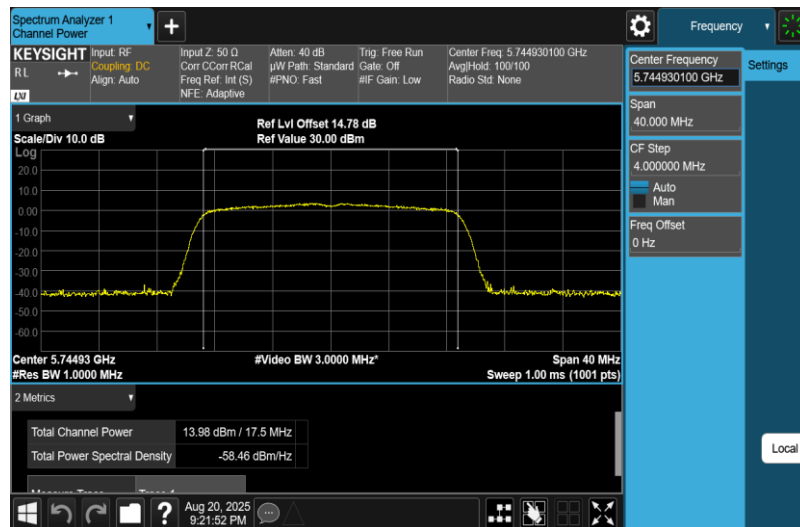 Spectrum Analyzer 1
Channel Power
Frequency
KEYSIGHT
RL
LXI
Input: RF
Coupling: DC
Align: Auto
Input Z: 50 Ω
Corr CCorr RCal
Freq Ref: Int (S)
NFE: Adaptive
Atten: 40 dB
µW Path: Standard
#PNO: Fast
Trig: Free Run
Gate: Off
#IF Gain: Low
Center Freq: 5.744930100 GHz
Avg|Hold: 100/100
Radio Std: None
Center Frequency
5.744930100 GHz
Settings
Span
40.000 MHz
CF Step
4.000000 MHz
Auto
Man
Freq Offset
0 Hz
Local
1 Graph
Scale/Div 10.0 dB
Ref Lvl Offset 14.78 dB
Ref Value 30.00 dBm
Log
20.0
10.0
0.00
-10.0
-20.0
-30.0
-40.0
-50.0
-60.0
Center 5.74493 GHz
#Video BW 3.0000 MHz*
Span 40 MHz
#Res BW 1.0000 MHz
Sweep 1.00 ms (1001 pts)
2 Metrics
Total Channel Power 13.98 dBm / 17.5 MHz
Total Power Spectral Density -58.46 dBm/Hz
Aug 20, 2025
9:21:52 PM